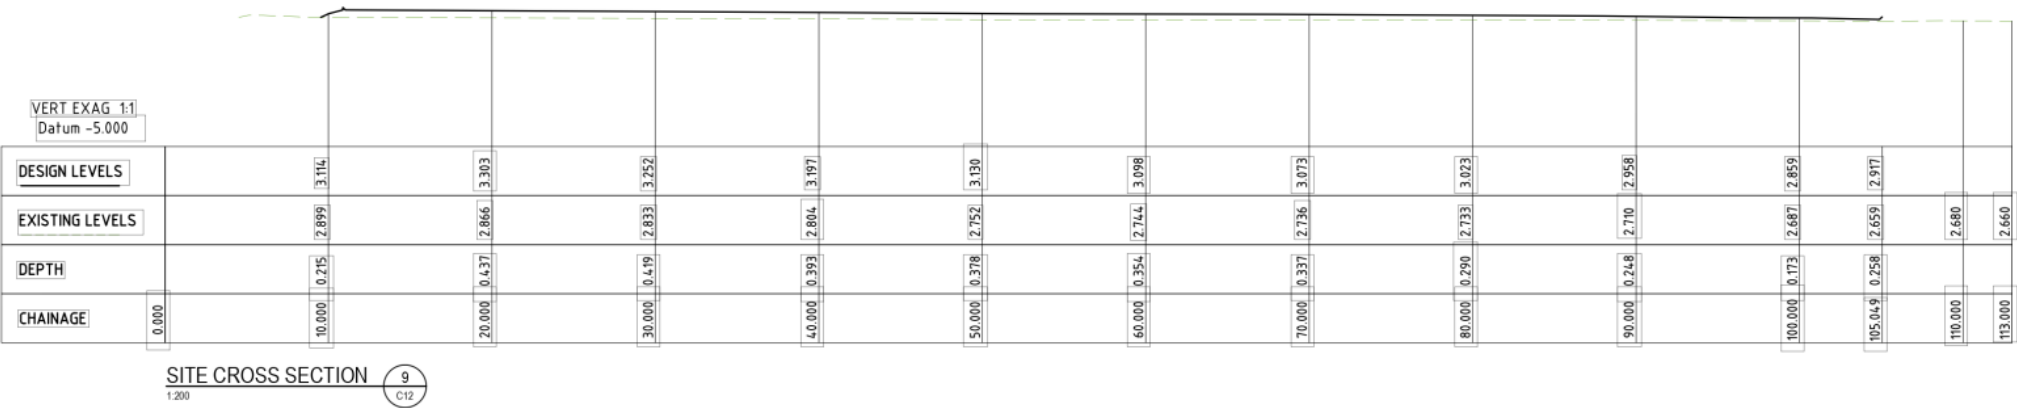 VERT EXAG 1:1
Datum -5.000
DESIGN LEVELS 3.114 3.303 3.252 3.197 3.130 3.098 3.073 3.023 2.958 2.859 2.917
EXISTING LEVELS 2.899 2.866 2.833 2.804 2.752 2.744 2.736 2.733 2.710 2.687 2.659 2.680 2.660
DEPTH 0.215 0.437 0.419 0.393 0.378 0.354 0.337 0.290 0.248 0.173 0.258
CHAINAGE 0.000 10.000 20.000 30.000 40.000 50.000 60.000 70.000 80.000 90.000 100.000 105.049 110.000 113.000
SITE CROSS SECTION 9
1:200 C12